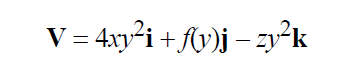 V = 4xy²i + f(y)j – zy²k